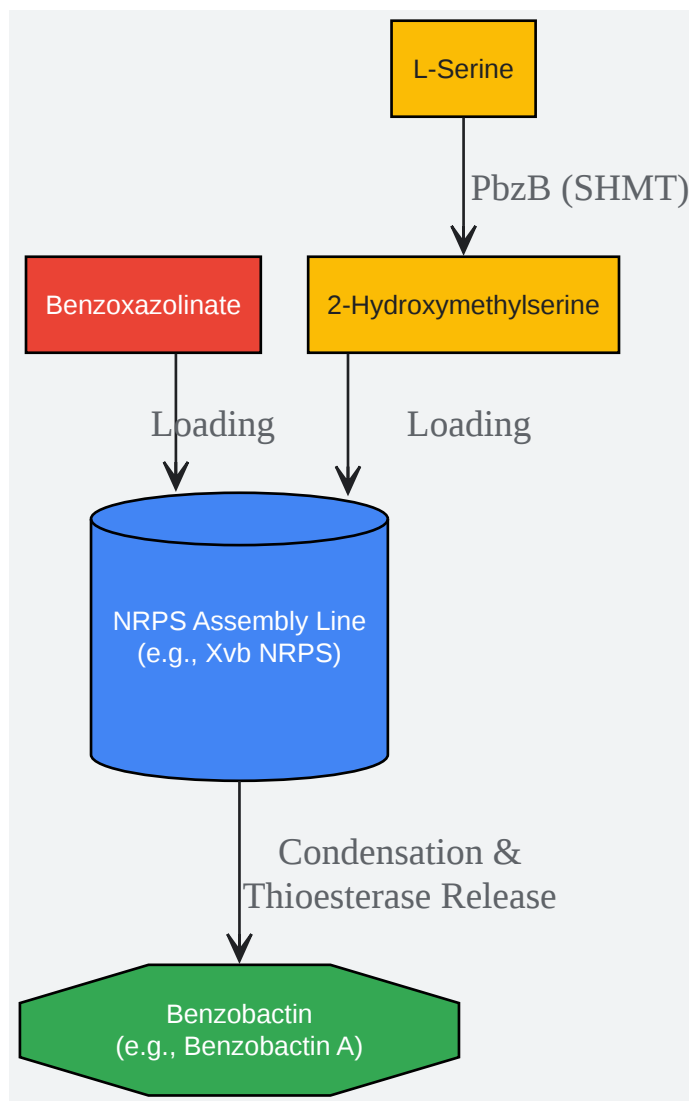 L-Serine
PbzB (SHMT)
Benzoxazolinate
2-Hydroxymethylserine
Loading
Loading
NRPS Assembly Line
(e.g., Xvb NRPS)
Condensation &
Thioesterase Release
Benzobactin
(e.g., Benzobactin A)